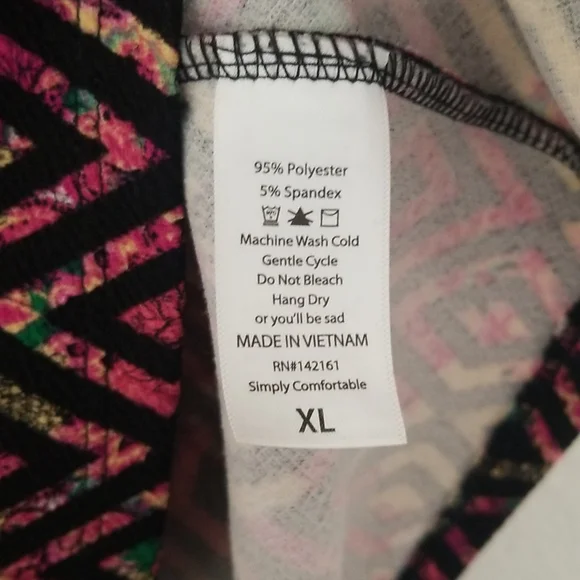 95% Polyester
5% Spandex
Machine Wash Cold
Gentle Cycle
Do Not Bleach
Hang Dry
or you'll be sad
MADE IN VIETNAM
RN#142161
Simply Comfortable
XL